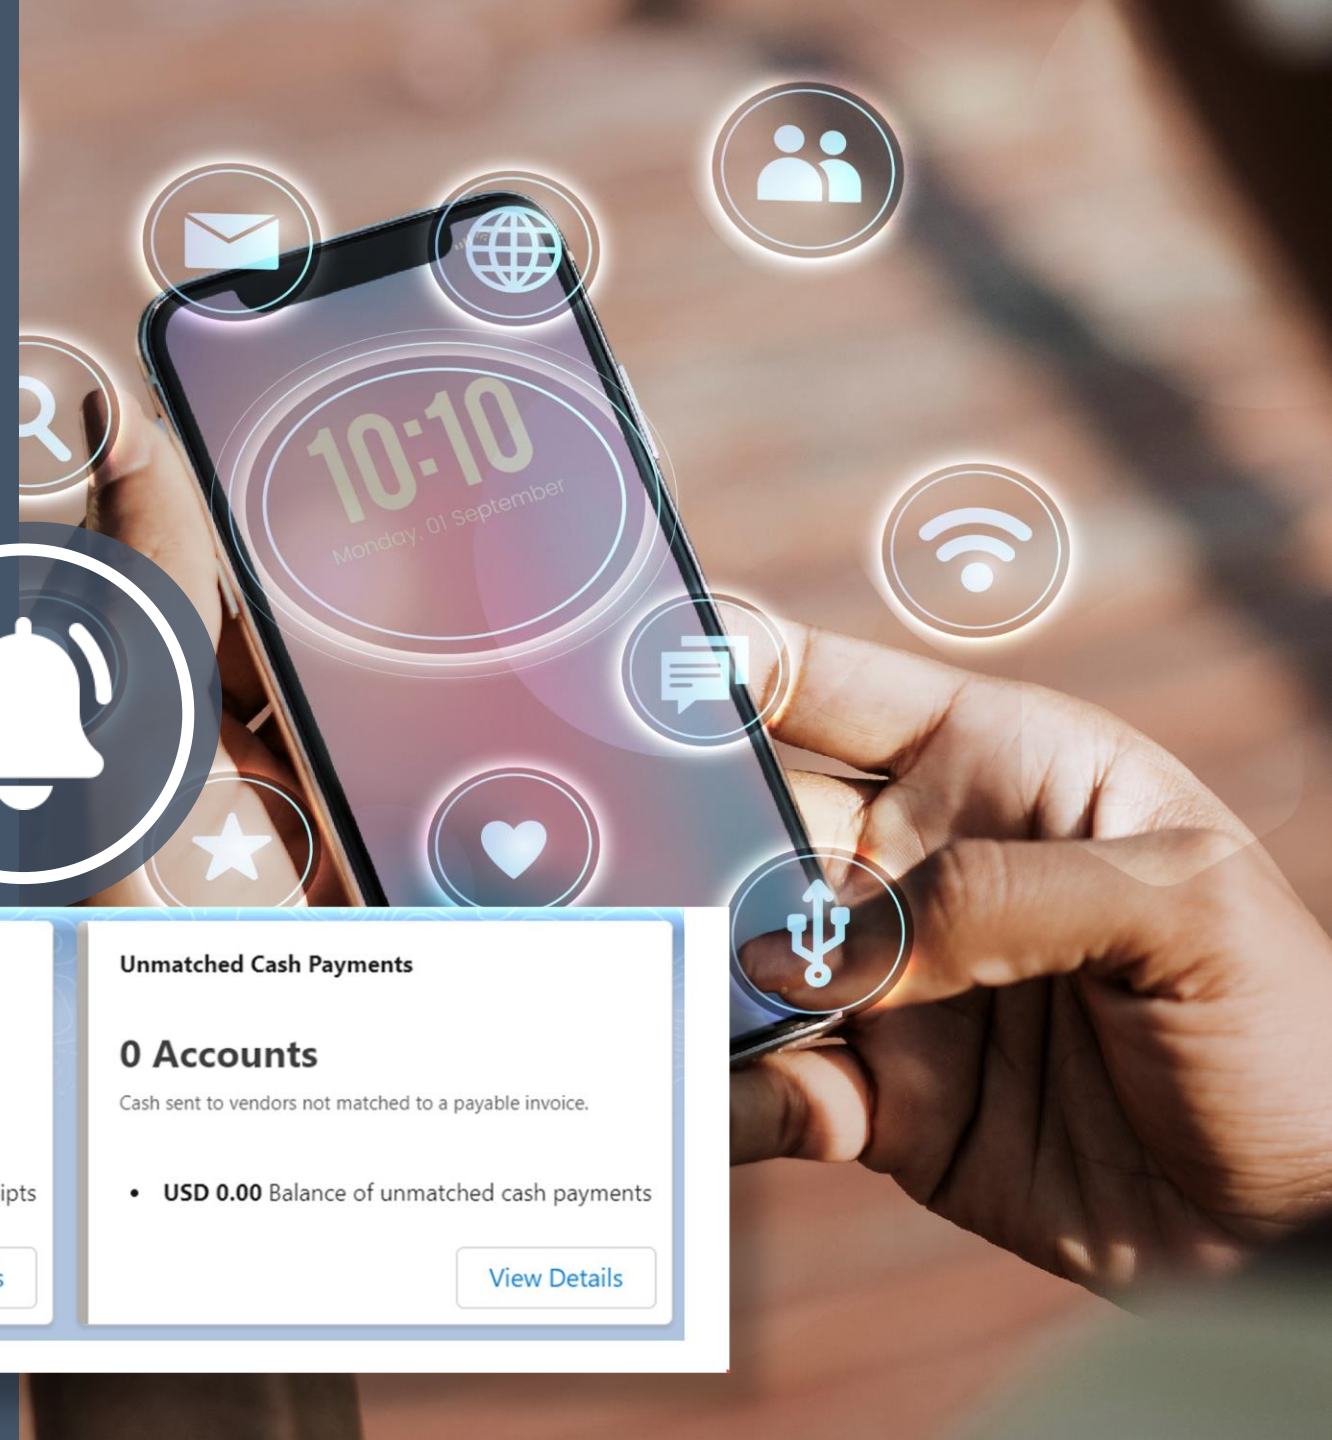 10:10
Monday, 01 September
Unmatched Cash Payments
0 Accounts
Cash sent to vendors not matched to a payable invoice.
ipts
• USD 0.00 Balance of unmatched cash payments
s
View Details